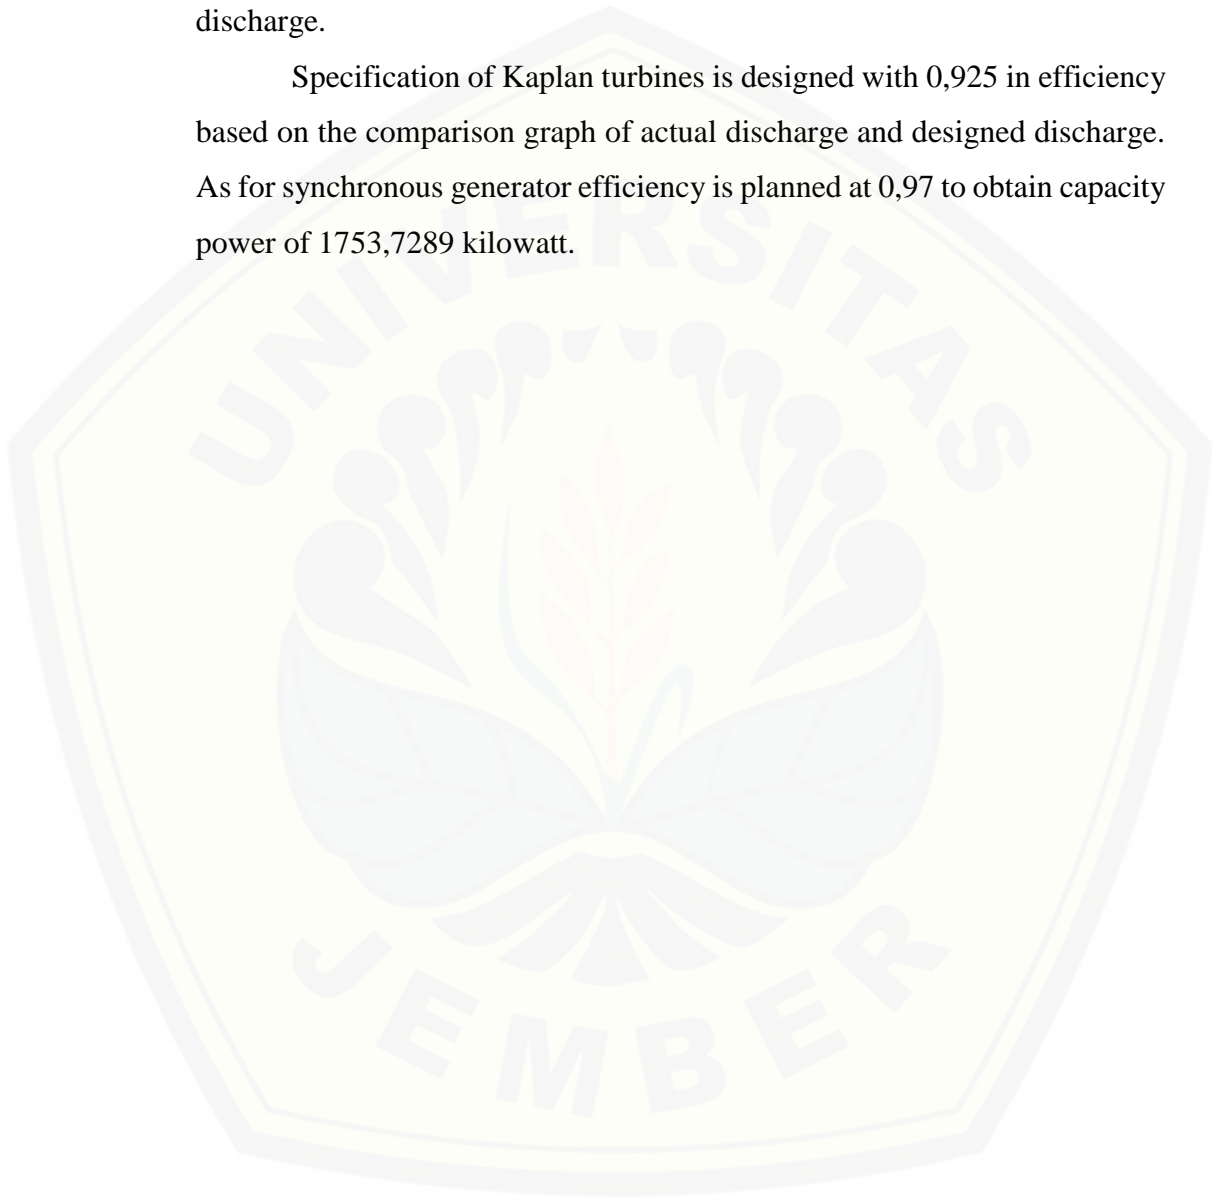 discharge.
Specification of Kaplan turbines is designed with 0,925 in efficiency
based on the comparison graph of actual discharge and designed discharge.
As for synchronous generator efficiency is planned at 0,97 to obtain capacity
power of 1753,7289 kilowatt.
UNIVERSITAS
JEMBER